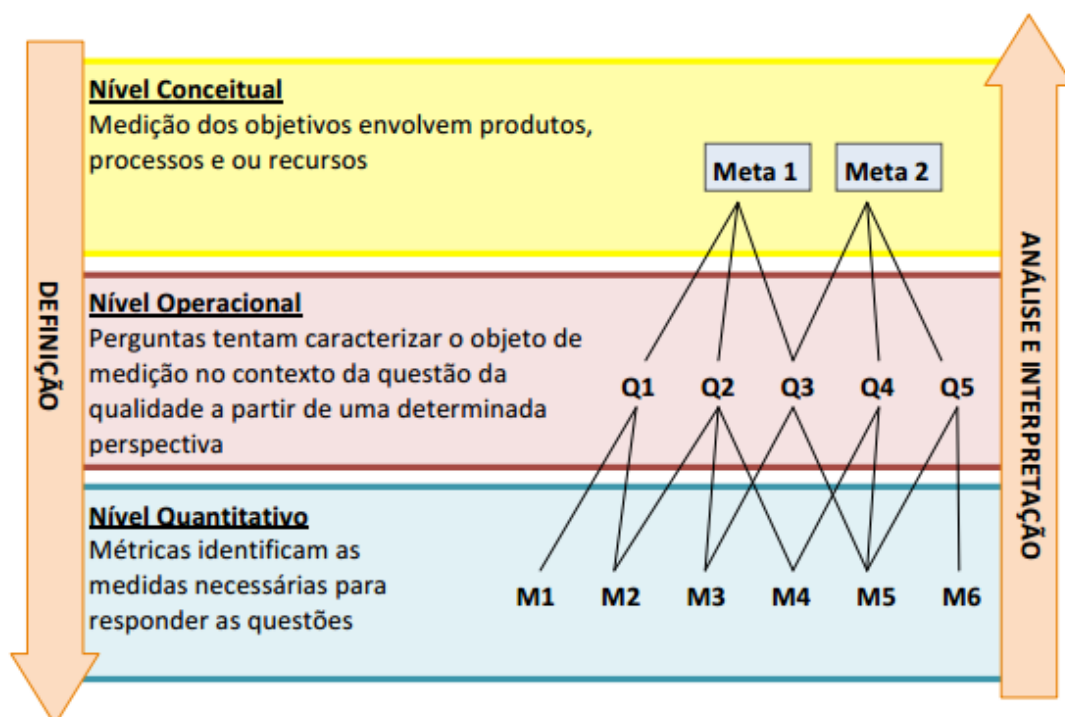 Nível Conceitual
Medição dos objetivos envolvem produtos,
processos e ou recursos
Meta 1 Meta 2
DEFINIÇÃO
ANÁLISE E INTERPRETAÇÃO
Nível Operacional
Perguntas tentam caracterizar o objeto de
medição no contexto da questão da
qualidade a partir de uma determinada
perspectiva
Q1 Q2 Q3 Q4 Q5
Nível Quantitativo
Métricas identificam as
medidas necessárias para
responder as questões
M1 M2 M3 M4 M5 M6